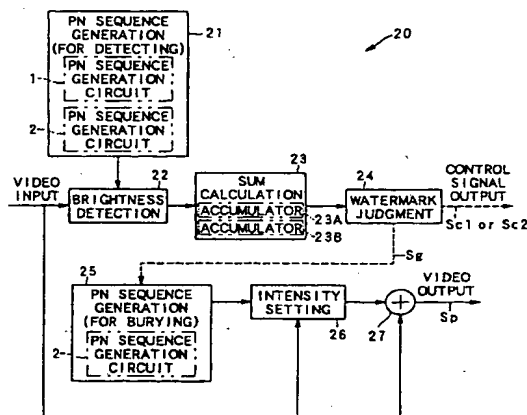 PN SEQUENCE
GENERATION
(FOR DETECTING)
21
20
1
PN SEQUENCE
GENERATION
CIRCUIT
2
PN SEQUENCE
GENERATION
CIRCUIT
VIDEO
INPUT
22
BRIGHTNESS
DETECTION
23
SUM
CALCULATION
ACCUMULATOR
23A
ACCUMULATOR
23B
24
WATERMARK
JUDGMENT
CONTROL
SIGNAL
OUTPUT
Sc1 or Sc2
Sg
25
PN SEQUENCE
GENERATION
(FOR BURYING)
2
PN SEQUENCE
GENERATION
CIRCUIT
INTENSITY
SETTING
26
+
27
VIDEO
OUTPUT
Sp